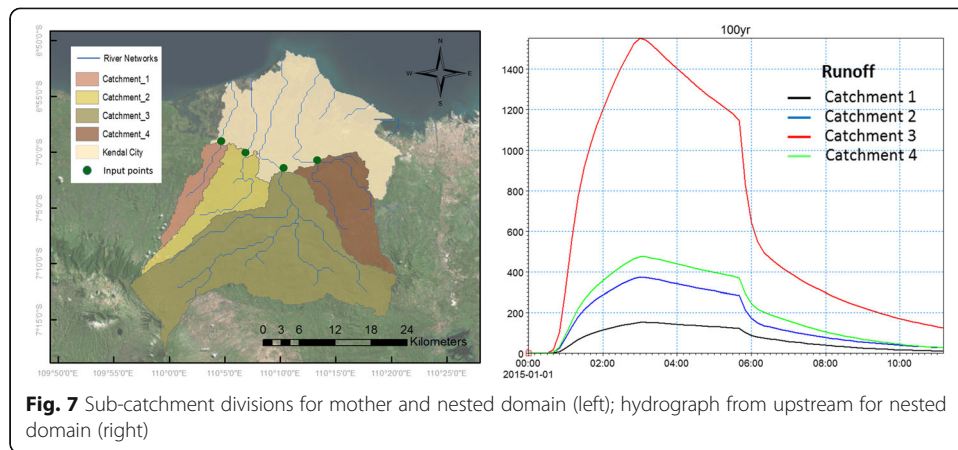 6°50'0"S
6°55'0"S
7°0'0"S
7°5'0"S
7°10'0"S
7°15'0"S
River Networks
Catchment_1
Catchment_2
Catchment_3
Catchment_4
Kendal City
Input points
N
W
E
S
0 3 6 12 18 24
Kilometers
109°50'0"E 109°55'0"E 110°0'0"E 110°5'0"E 110°10'0"E 110°15'0"E 110°20'0"E 110°25'0"E
100yr
1400
1200
1000
800
600
400
200
0
Runoff
Catchment 1
Catchment 2
Catchment 3
Catchment 4
00:00 02:00 04:00 06:00 08:00 10:00
2015-01-01
Fig. 7 Sub-catchment divisions for mother and nested domain (left); hydrograph from upstream for nested
domain (right)